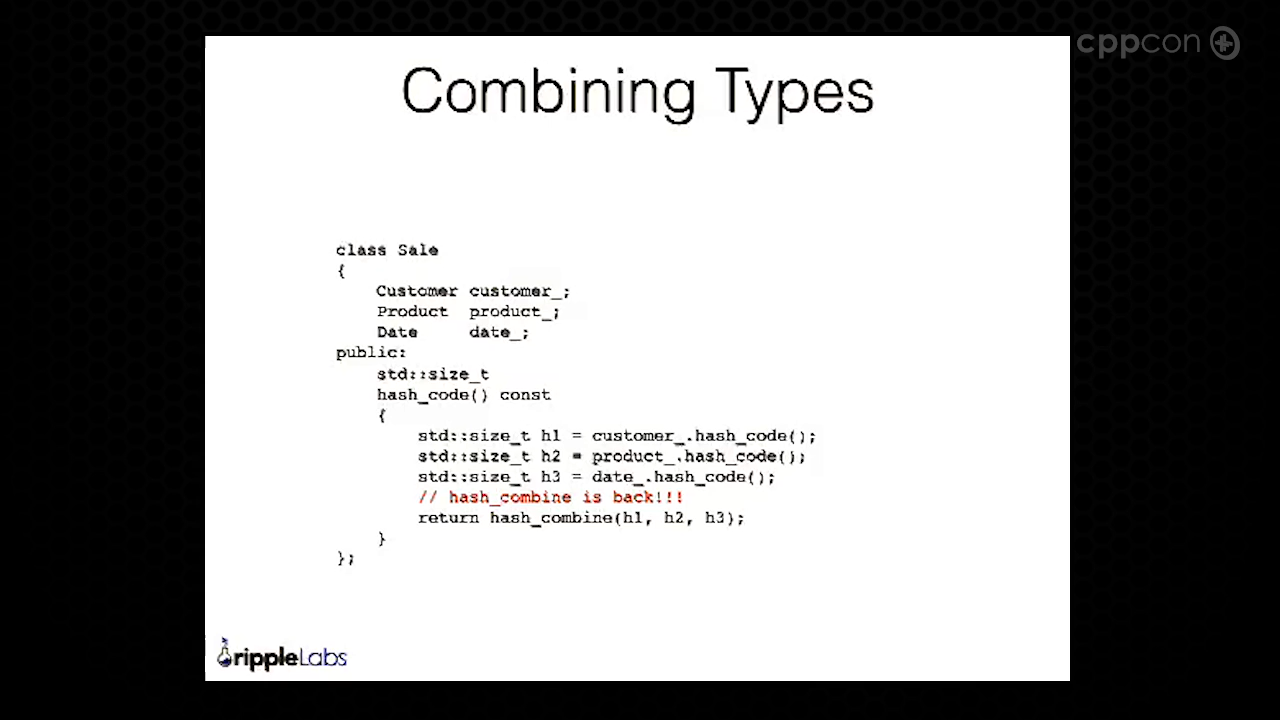 cppcon
Combining Types
class Sale
{
    Customer customer_;
    Product  product_;
    Date     date_;
public:
    std::size_t
    hash_code() const
    {
        std::size_t h1 = customer_.hash_code();
        std::size_t h2 = product_.hash_code();
        std::size_t h3 = date_.hash_code();
        // hash_combine is back!!!
        return hash_combine(h1, h2, h3);
    }
};
rippleLabs